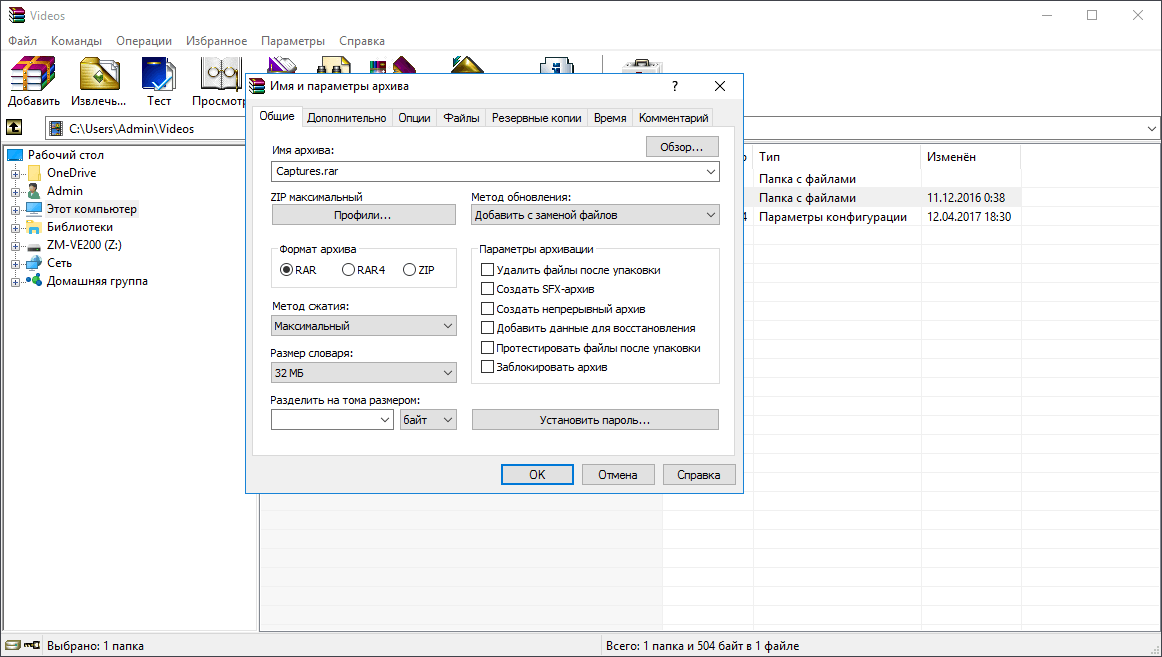 Videos
Файл Команды Операции Избранное Параметры Справка
Добавить Извлечь... Тест Просмотр
C:\Users\Admin\Videos
Рабочий стол
OneDrive
Admin
Этот компьютер
Библиотеки
ZM-VE200 (Z:)
Сеть
Домашняя группа
Имя и параметры архива
?
Общие Дополнительно Опции Файлы Резервные копии Время Комментарий
Имя архива:
Обзор...
Captures.rar
ZIP максимальный
Профили...
Метод обновления:
Добавить с заменой файлов
Формат архива
RAR RAR4 ZIP
Метод сжатия:
Максимальный
Размер словаря:
32 МБ
Разделить на тома размером:
байт
Параметры архивации
Удалить файлы после упаковки
Создать SFX-архив
Создать непрерывный архив
Добавить данные для восстановления
Протестировать файлы после упаковки
Заблокировать архив
Установить пароль...
OK Отмена Справка
Тип Изменён
Папка с файлами
Папка с файлами 11.12.2016 0:38
4 Параметры конфигурации 12.04.2017 18:30
Выбрано: 1 папка
Всего: 1 папка и 504 байт в 1 файле